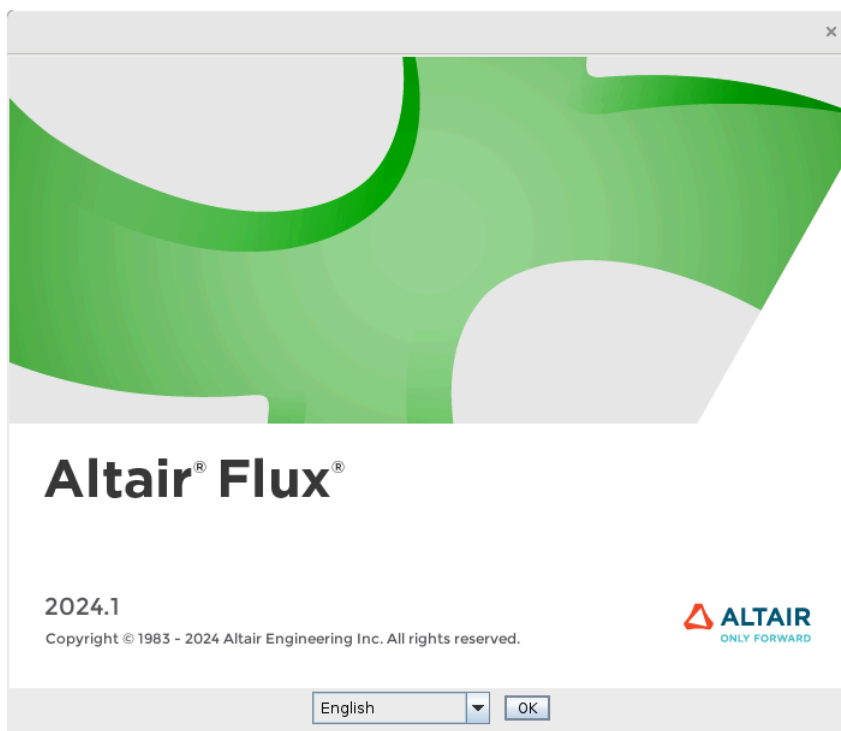 Altair® Flux®
2024.1
Copyright © 1983 - 2024 Altair Engineering Inc. All rights reserved.
ALTAIR
ONLY FORWARD
English
OK